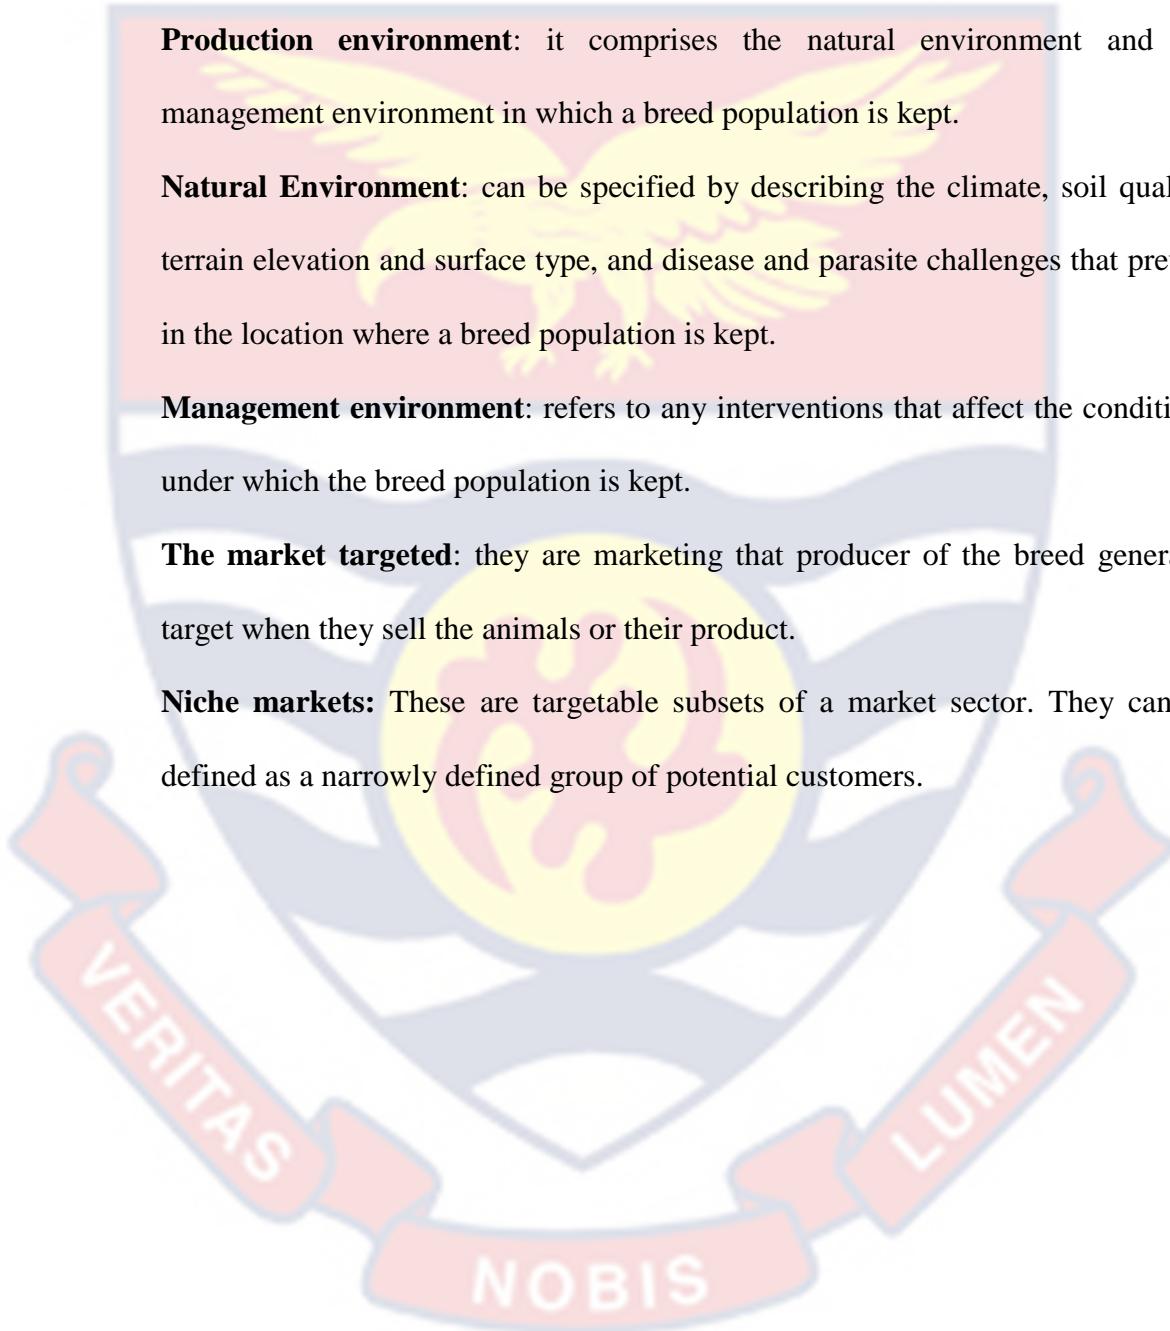 Production environment: it comprises the natural environment and
management environment in which a breed population is kept.
Natural Environment: can be specified by describing the climate, soil qual
terrain elevation and surface type, and disease and parasite challenges that pre
in the location where a breed population is kept.
Management environment: refers to any interventions that affect the conditi
under which the breed population is kept.
The market targeted: they are marketing that producer of the breed genera
target when they sell the animals or their product.
Niche markets: These are targetable subsets of a market sector. They can
defined as a narrowly defined group of potential customers.
VERITAS
NOBIS
LUMEN